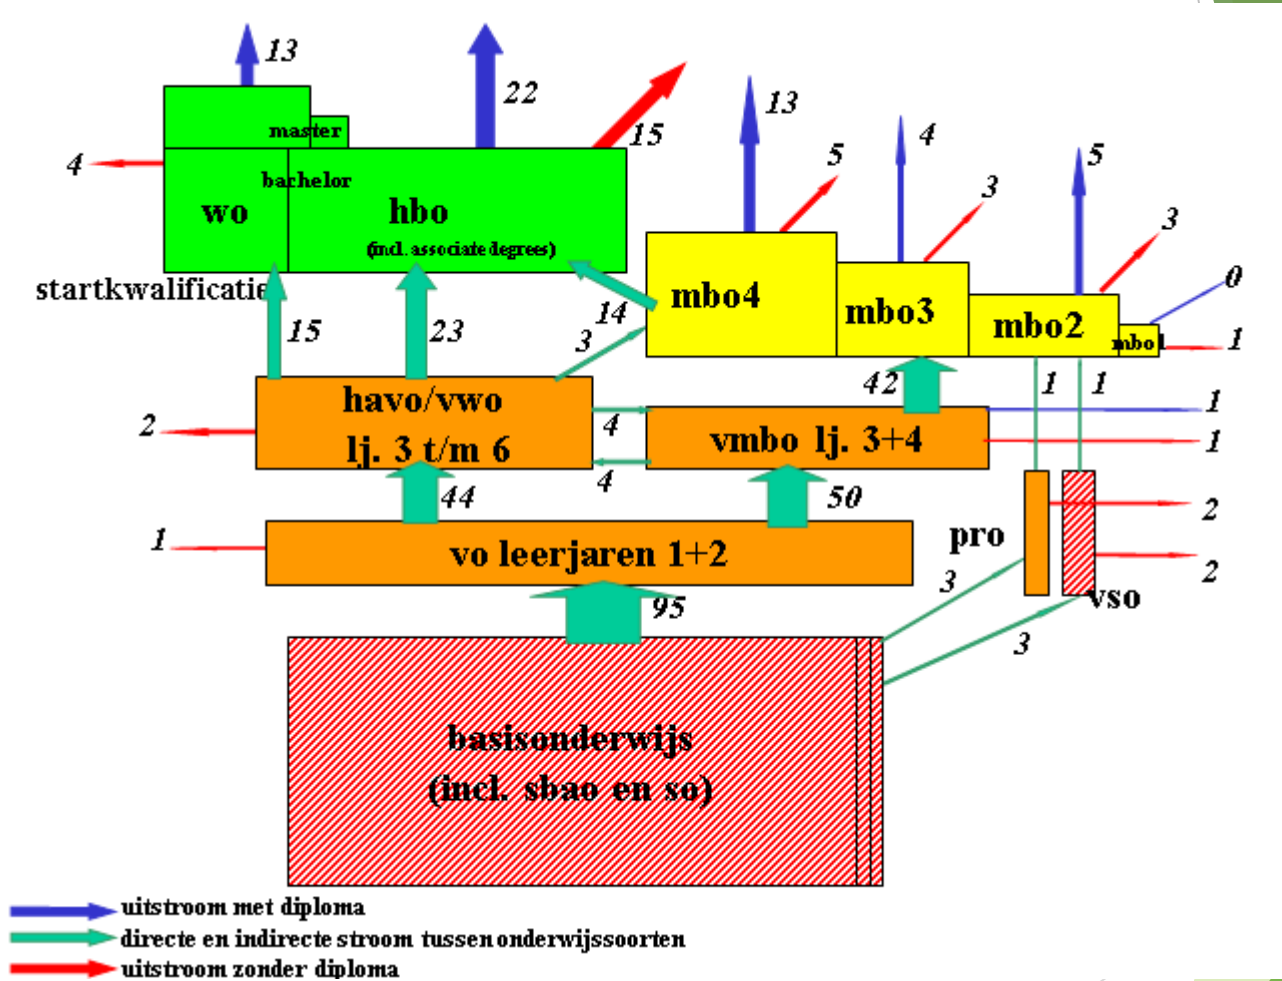 13
22
15
13
4
5
4
5
3
3
master
bachelor
wo
hbo
(incl. associate degrees)
startkwalificatie
0
mbo4
mbo3
mbo2
mbo1
1
14
15
23
3
42
1
1
havo/vwo
lj. 3 t/m 6
2
4
4
vmbo lj. 3+4
1
1
44
50
2
1
vo leerjaren 1+2
pro
2
3
vso
95
3
basisonderwijs
(incl. sbao en so)
uitstroom met diploma
directe en indirecte stroom tussen onderwijssoorten
uitstroom zonder diploma